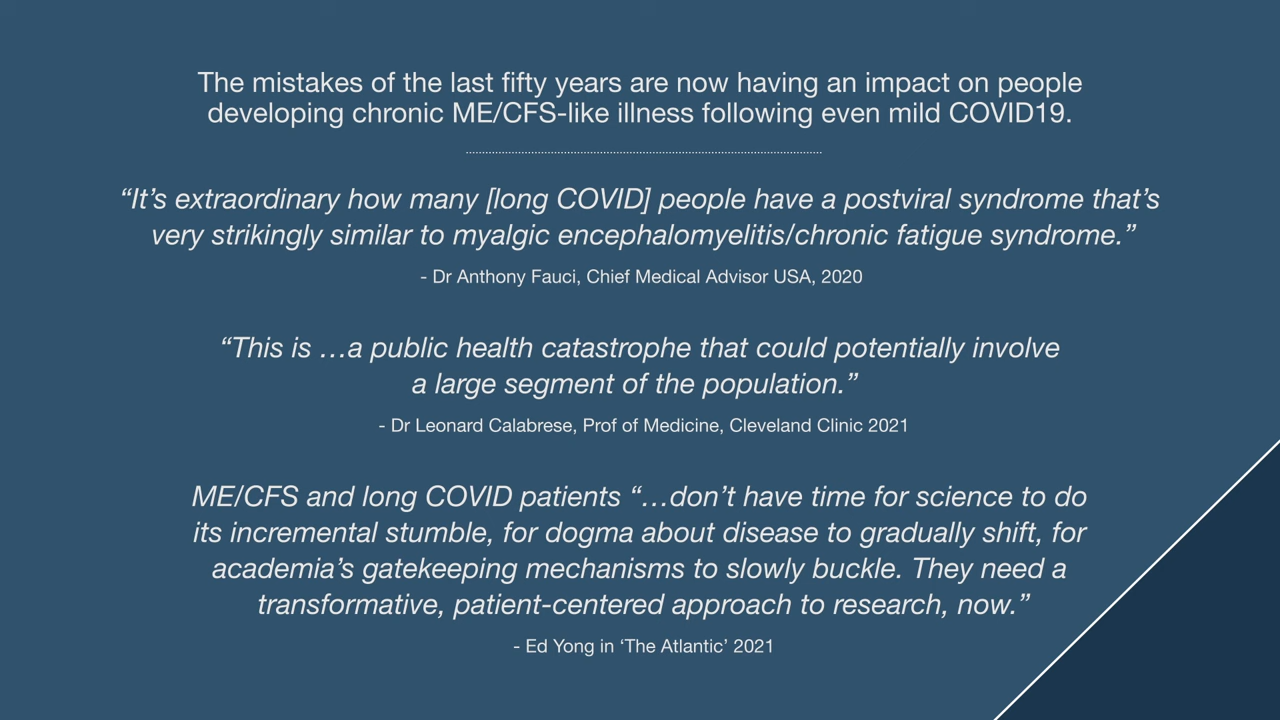 The mistakes of the last fifty years are now having an impact on people
developing chronic ME/CFS-like illness following even mild COVID19.
“It’s extraordinary how many [long COVID] people have a postviral syndrome that’s
very strikingly similar to myalgic encephalomyelitis/chronic fatigue syndrome.”
- Dr Anthony Fauci, Chief Medical Advisor USA, 2020
“This is …a public health catastrophe that could potentially involve
a large segment of the population.”
- Dr Leonard Calabrese, Prof of Medicine, Cleveland Clinic 2021
ME/CFS and long COVID patients “…don’t have time for science to do
its incremental stumble, for dogma about disease to gradually shift, for
academia’s gatekeeping mechanisms to slowly buckle. They need a
transformative, patient-centered approach to research, now.”
- Ed Yong in ‘The Atlantic’ 2021